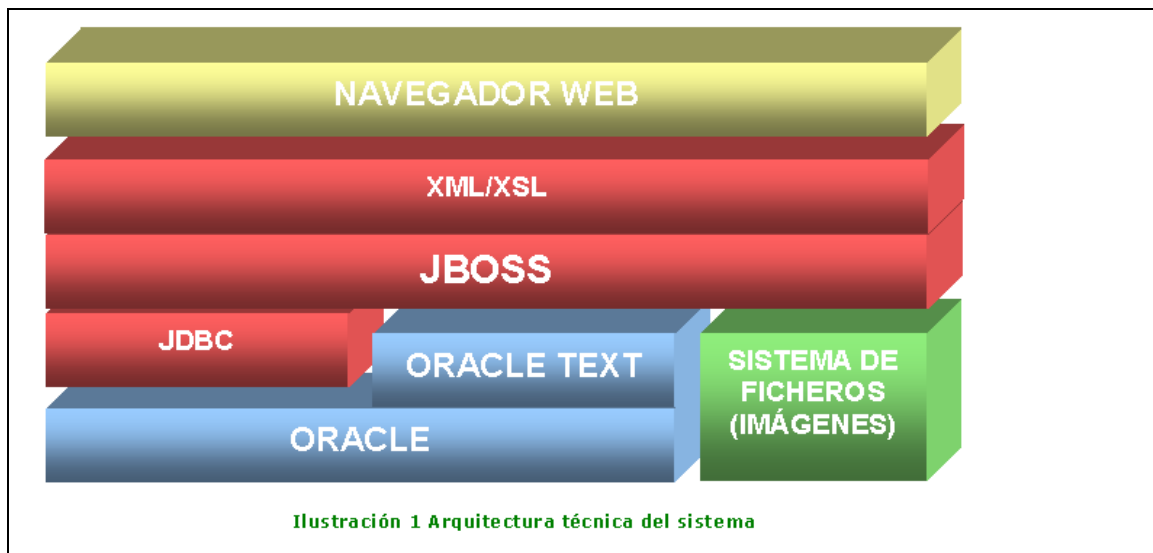 NAVEGADOR WEB
XML/XSL
JBOSS
JDBC
ORACLE TEXT
ORACLE
SISTEMA DE
FICHEROS
(IMÁGENES)
Ilustración 1 Arquitectura técnica del sistema